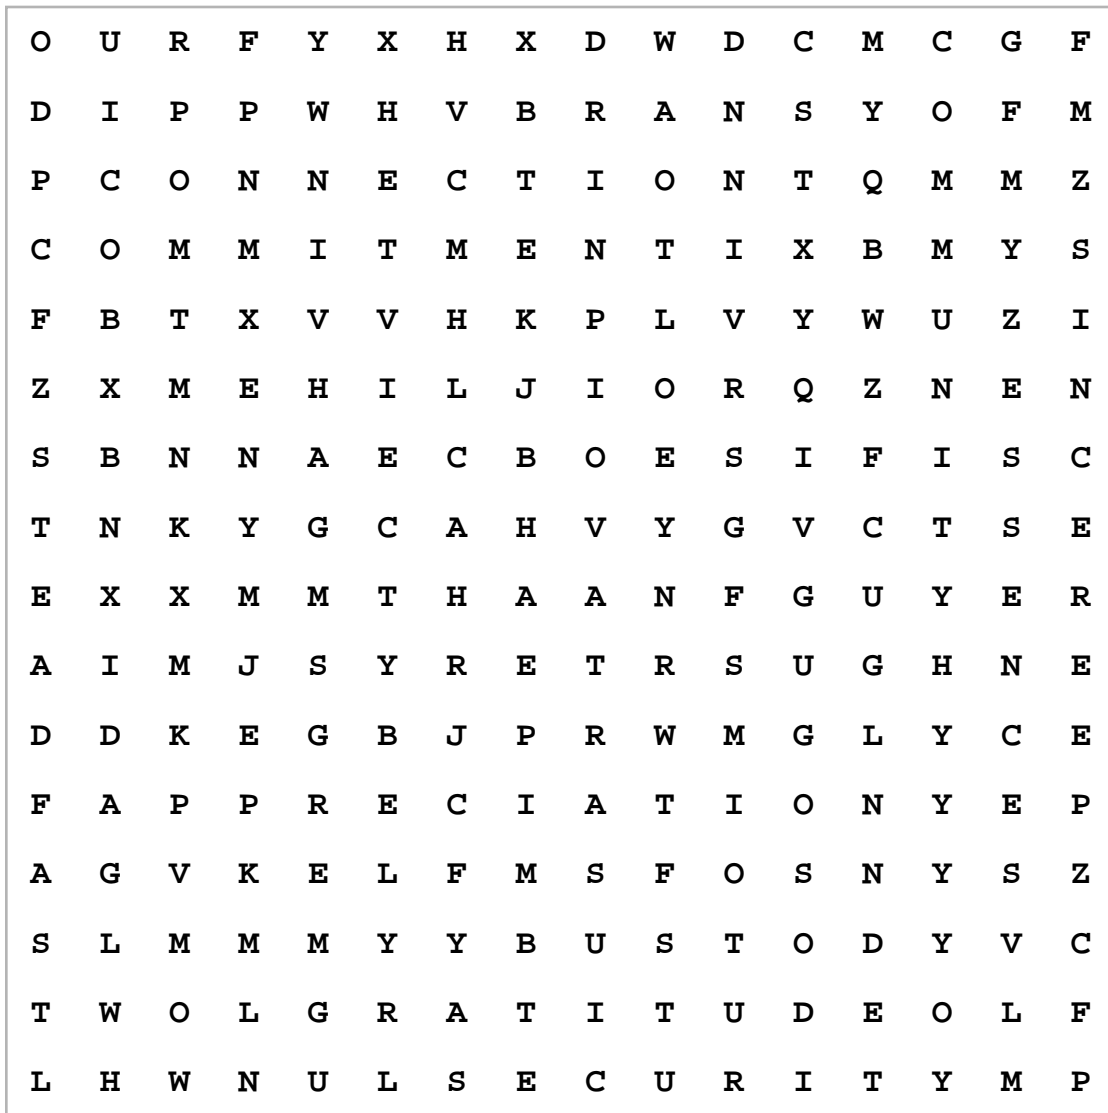 O U R F Y X H X D W D C M C G F
D I P P W H V B R A N S Y O F M
P C O N N E C T I O N T Q M M Z
C O M M I T M E N T I X B M Y S
F B T X V V H K P L V Y W U Z I
Z X M E H I L J I O R Q Z N E N
S B N N A E C B O E S I F I S C
T N K Y G C A H V Y G V C T S E
E X X M M T H A A N F G U Y E R
A I M J S Y R E T R S U G H N E
D D K E G B J P R W M G L Y C E
F A P P R E C I A T I O N Y E P
A G V K E L F M S F O S N Y S Z
S L M M M Y Y B U S T O D Y V C
T W O L G R A T I T U D E O L F
L H W N U L S E C U R I T Y M P